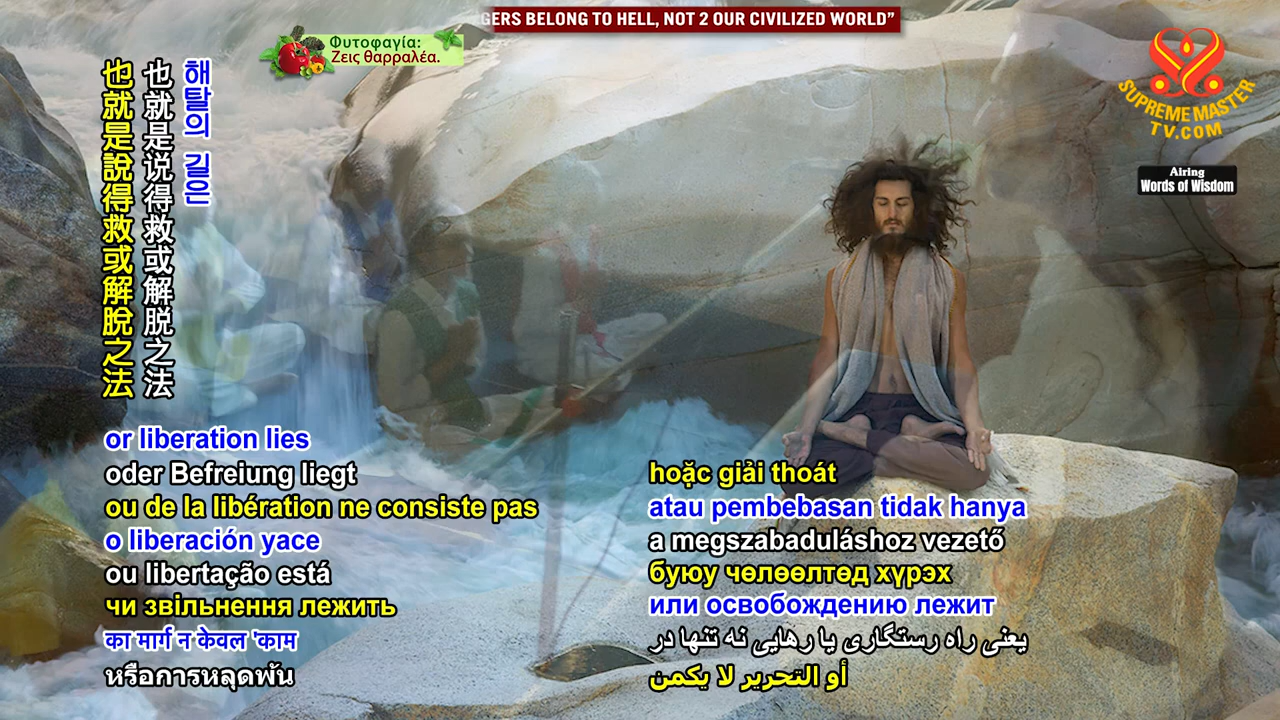 GERS BELONG TO HELL, NOT 2 OUR CIVILIZED WORLD”
Φυτοφαγία:
Ζεις θαρραλέα.
SUPREME MASTER
TV.COM
Airing
Words of Wisdom
해탈의 길은
也就是说得救或解脱之法
也就是說得救或解脫之法
or liberation lies
oder Befreiung liegt
ou de la libération ne consiste pas
o liberación yace
ou libertação está
чи звільнення лежить
का मार्ग न केवल 'काम
หรือการหลุดพ้น
hoặc giải thoát
atau pembebasan tidak hanya
a megszabaduláshoz vezető
буюу чөлөөлтөд хүрэх
или освобождению лежит
یعنی راه رستگاری یا رهایی نه تنها در
أو التحرير لا يكمن